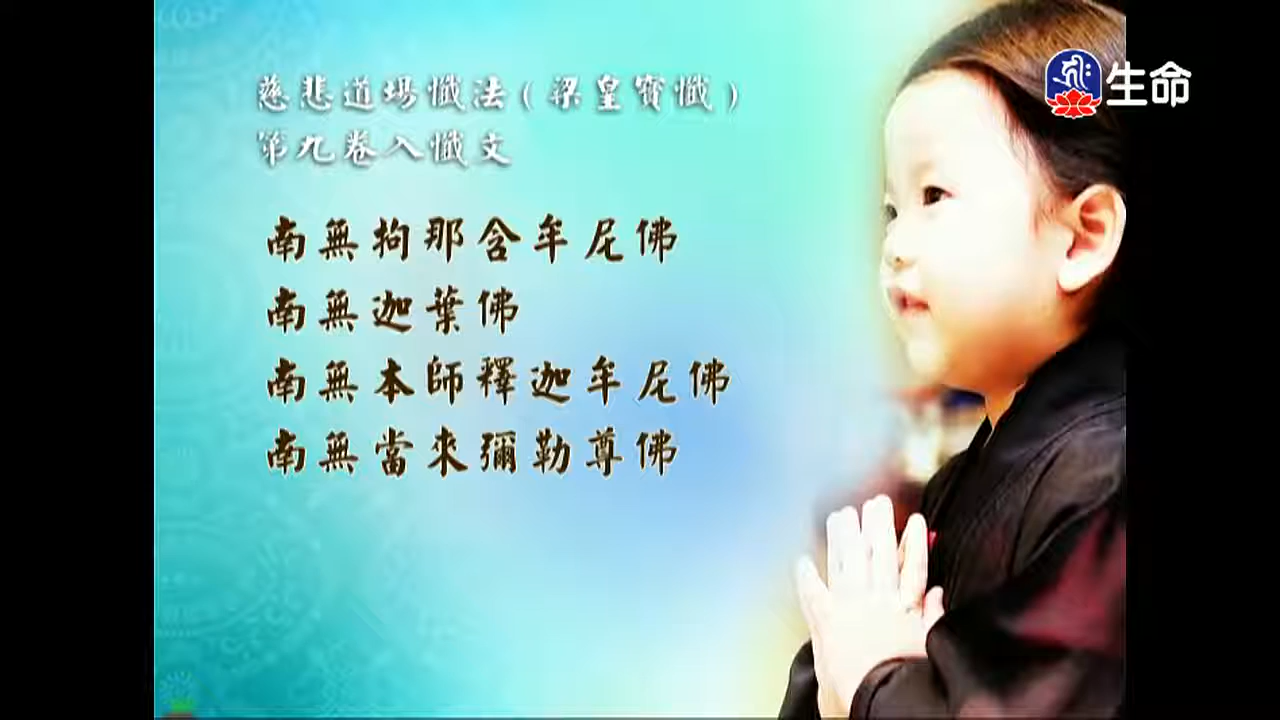 慈悲道場懺法(梁皇寶懺)
第九卷入懺文
南無拘那含牟尼佛
南無迦葉佛
南無本師釋迦牟尼佛
南無當來彌勒尊佛
生命